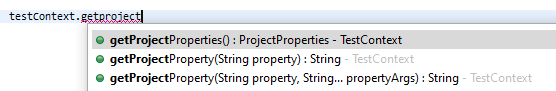 testContext.getproject
getProjectProperties() : ProjectProperties - TestContext
getProjectProperty(String property) : String - TestContext
getProjectProperty(String property, String... propertyArgs) : String - TestContext